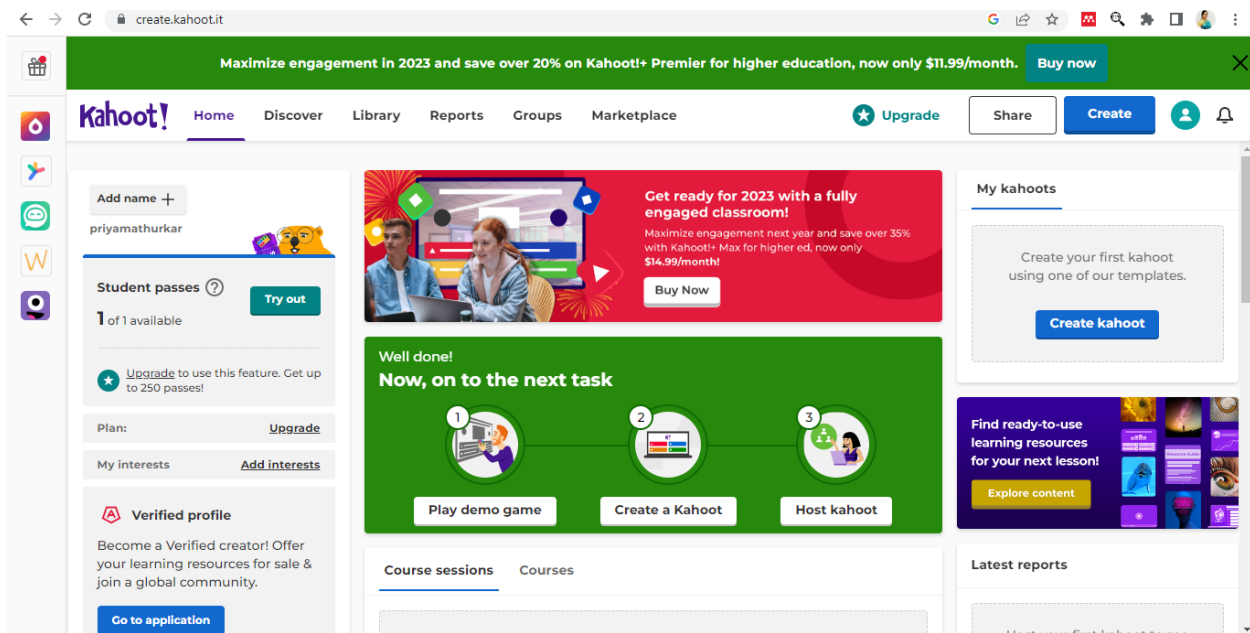 create.kahoot.it
Maximize engagement in 2023 and save over 20% on Kahoot!+ Premier for higher education, now only $11.99/month.
Buy now
Kahoot!
Home
Discover
Library
Reports
Groups
Marketplace
Upgrade
Share
Create
Add name +
priyamathurkar
Student passes ?
1 of 1 available
Try out
Upgrade to use this feature. Get up
to 250 passes!
Plan:
Upgrade
My interests
Add interests
Verified profile
Become a Verified creator! Offer
your learning resources for sale &
join a global community.
Go to application
Get ready for 2023 with a fully
engaged classroom!
Maximize engagement next year and save over 35%
with Kahoot!+ Max for higher ed, now only
$14.99/month!
Buy Now
Well done!
Now, on to the next task
1
2
3
Play demo game
Create a Kahoot
Host kahoot
Course sessions
Courses
My kahoots
Create your first kahoot
using one of our templates.
Create kahoot
Find ready-to-use
learning resources
for your next lesson!
Explore content
Latest reports